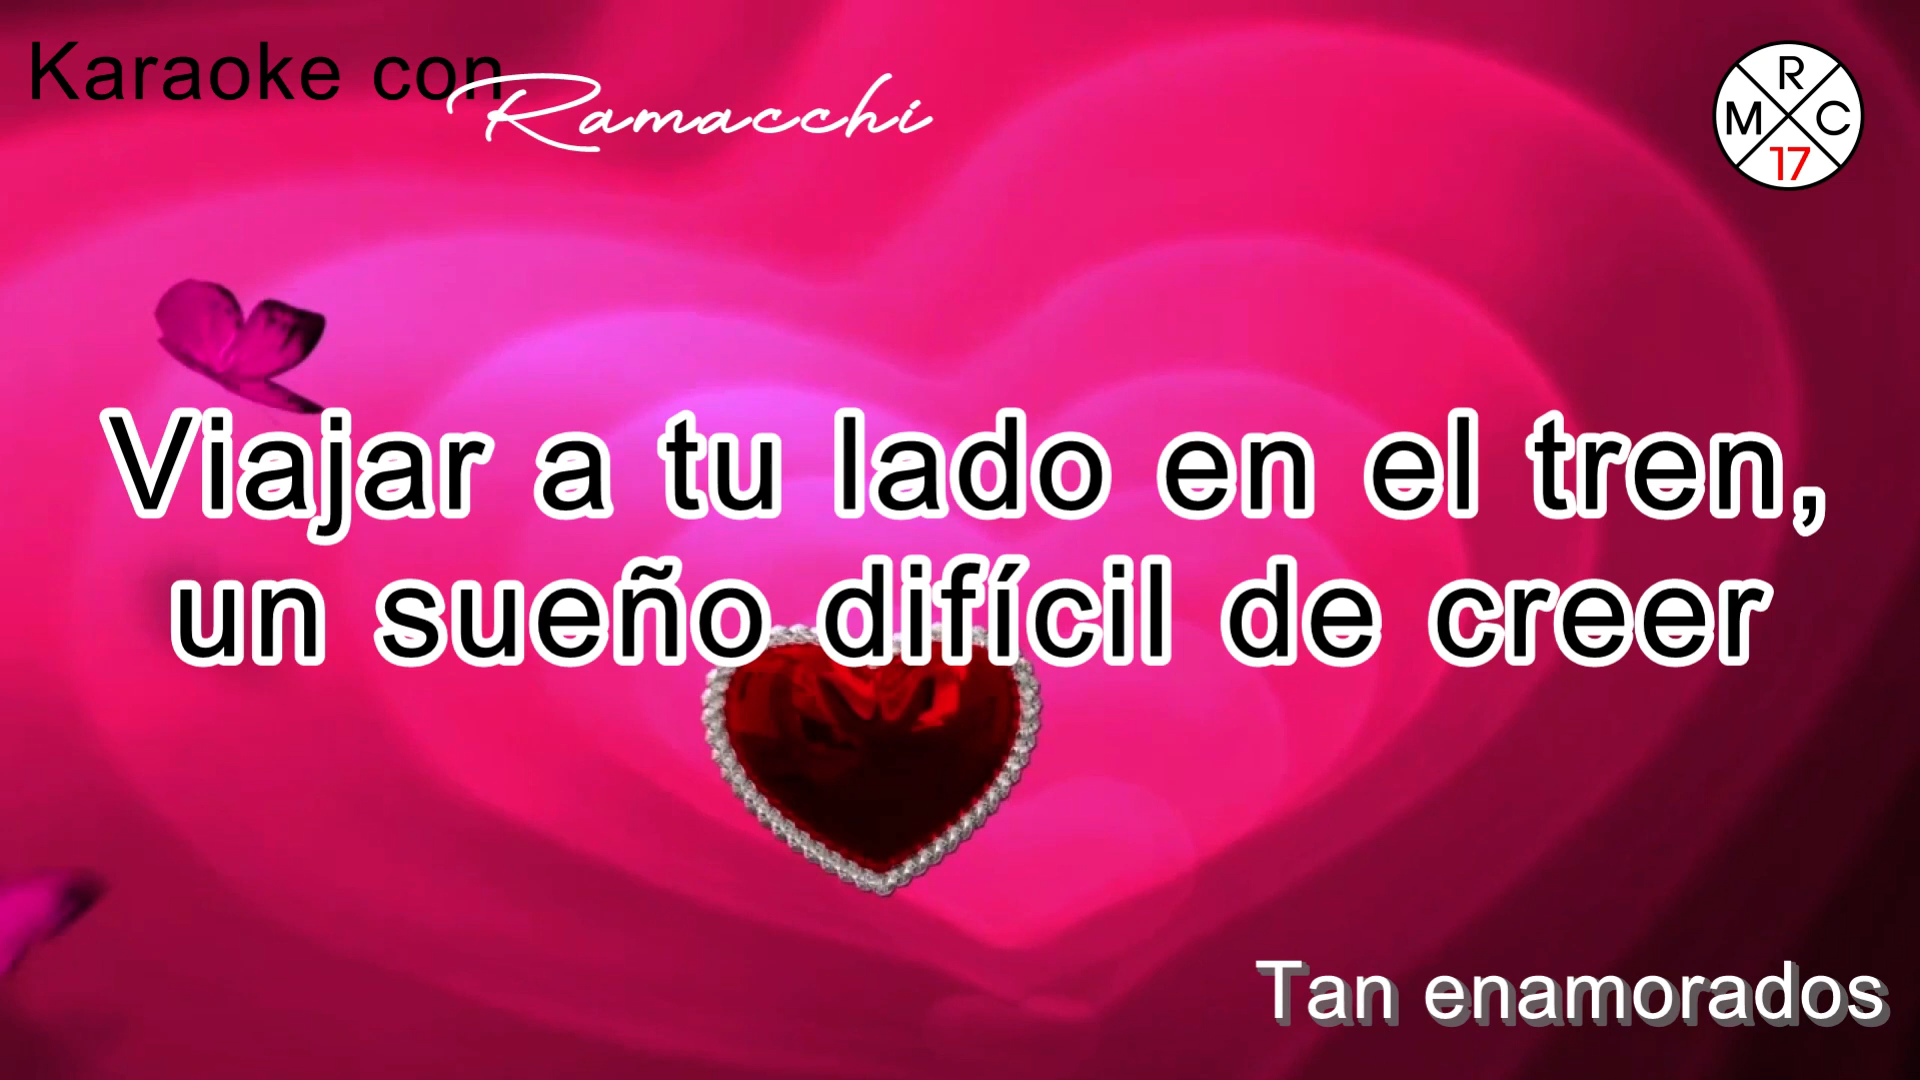 Karaoke con Ramacchi
R
M C
17
Viajar a tu lado en el tren,
un sueño difícil de creer
Tan enamorados